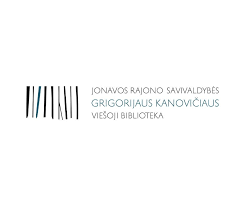 JONAVOS RAJONO SAVIVALDYBĖS
GRIGORIJAUS KANOVIČIAUS
VIEŠOJI BIBLIOTEKA